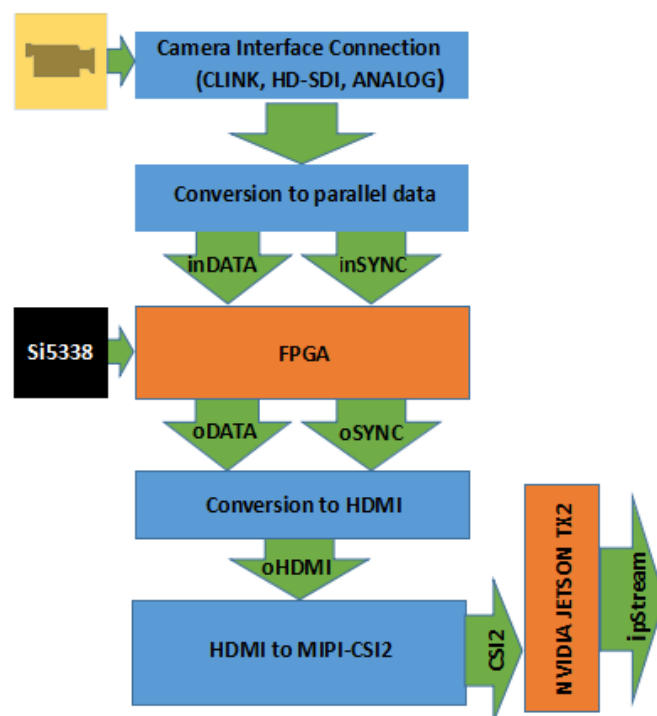 Camera Interface Connection
(CLINK, HD-SDI, ANALOG)
Conversion to parallel data
inDATA
inSYNC
Si5338
FPGA
oDATA
oSYNC
Conversion to HDMI
oHDMI
HDMI to MIPI-CSI2
CSI2
NVIDIA JETSON TX2
ipStream